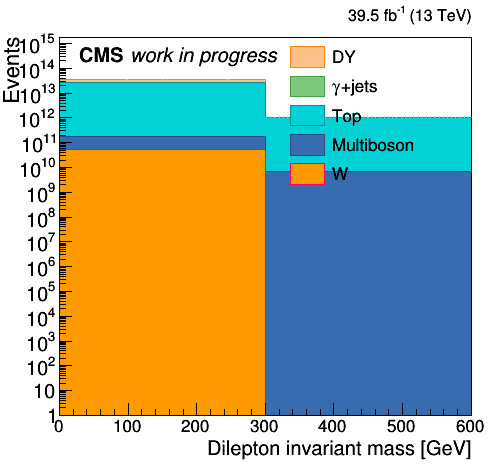 39.5 fb⁻¹ (13 TeV)
Events
CMS work in progress
DY
γ+jets
Top
Multiboson
W
10¹⁵
10¹⁴
10¹³
10¹²
10¹¹
10¹⁰
10⁹
10⁸
10⁷
10⁶
10⁵
10⁴
10³
10²
10
1
0 100 200 300 400 500 600
Dilepton invariant mass [GeV]